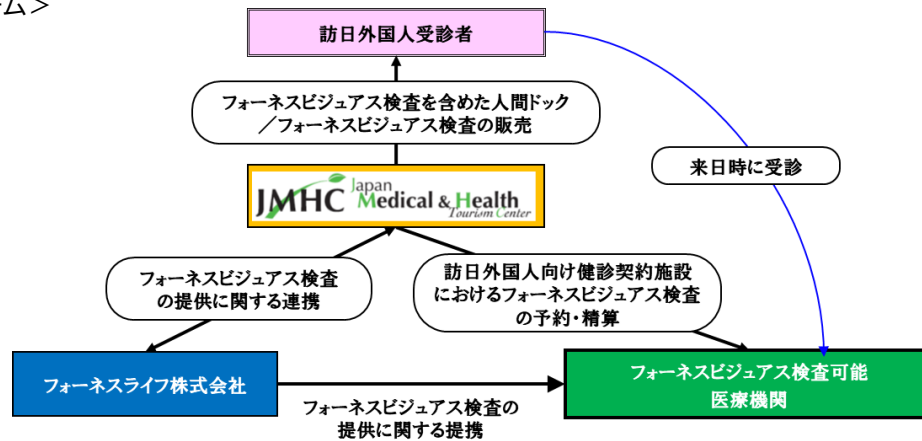 ーム＞
訪日外国人受診者
フォーネスビジュアス検査を含めた人間ドック
／フォーネスビジュアス検査の販売
来日時に受診
JMHC Japan
Medical & Health
Tourism Center
フォーネスビジュアス検査
の提供に関する連携
訪日外国人向け健診契約施設
におけるフォーネスビジュアス検査
の予約・精算
フォーネスライフ株式会社
フォーネスビジュアス検査可能
医療機関
フォーネスビジュアス検査の
提供に関する提携